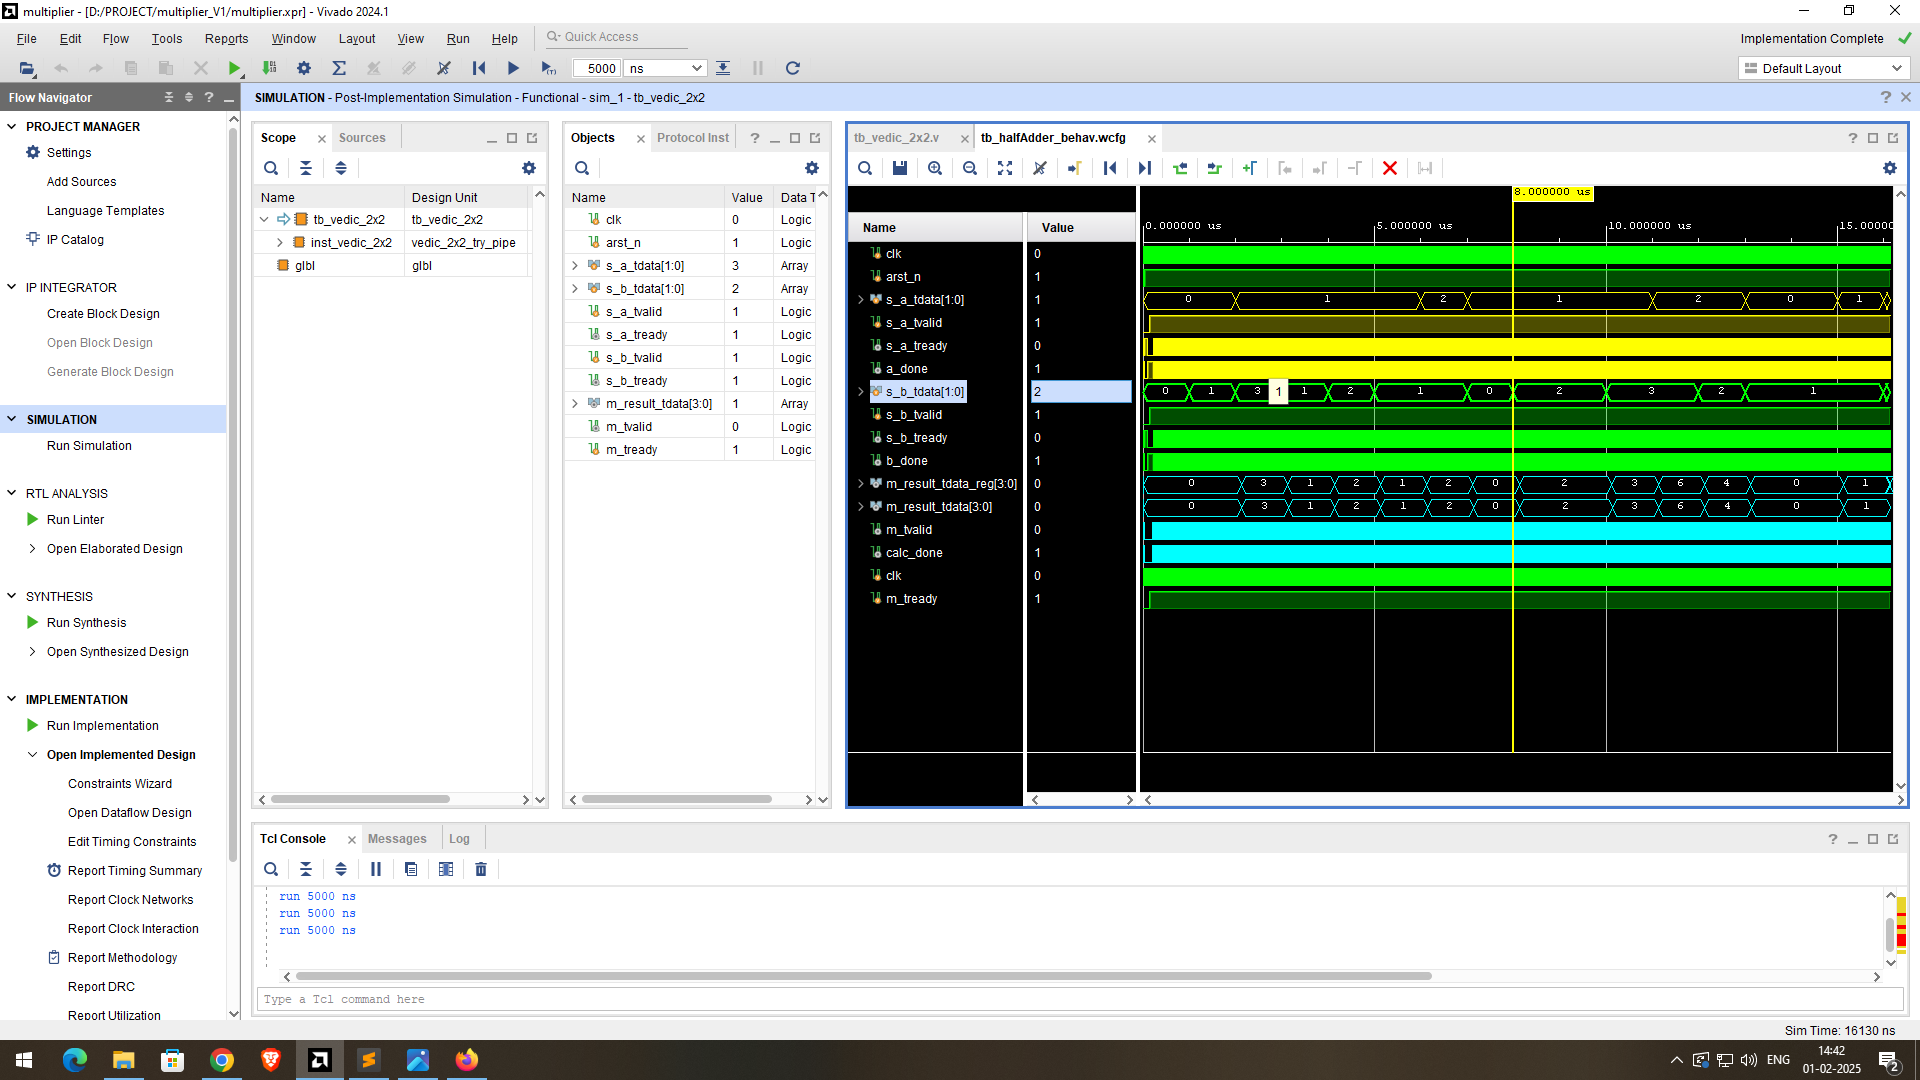 multiplier - [D:/PROJECT/multiplier_V1/multiplier.xpr] - Vivado 2024.1
File Edit Flow Tools Reports Window Layout View Run Help Quick Access Implementation Complete
5000 ns Default Layout
Flow Navigator
PROJECT MANAGER
Settings
Add Sources
Language Templates
IP Catalog
IP INTEGRATOR
Create Block Design
Open Block Design
Generate Block Design
SIMULATION
Run Simulation
RTL ANALYSIS
Run Linter
Open Elaborated Design
SYNTHESIS
Run Synthesis
Open Synthesized Design
IMPLEMENTATION
Run Implementation
Open Implemented Design
Constraints Wizard
Open Dataflow Design
Edit Timing Constraints
Report Timing Summary
Report Clock Networks
Report Clock Interaction
Report Methodology
Report DRC
Report Utilization
SIMULATION - Post-Implementation Simulation - Functional - sim_1 - tb_vedic_2x2
Scope Sources
Name Design Unit
tb_vedic_2x2 tb_vedic_2x2
inst_vedic_2x2 vedic_2x2_try_pipe
glbl glbl
Objects Protocol Inst
Name Value Data T
clk 0 Logic
arst_n 1 Logic
s_a_tdata[1:0] 3 Array
s_b_tdata[1:0] 2 Array
s_a_tvalid 1 Logic
s_a_tready 1 Logic
s_b_tvalid 1 Logic
s_b_tready 1 Logic
m_result_tdata[3:0] 1 Array
m_tvalid 0 Logic
m_tready 1 Logic
tb_vedic_2x2.v tb_halfAdder_behav.wcfg
8.000000 us
Name Value 0.000000 us 5.000000 us 10.000000 us 15.0000
clk 0
arst_n 1
s_a_tdata[1:0] 1 0 1 2 1 2 0 1
s_a_tvalid 1
s_a_tready 0
a_done 1
s_b_tdata[1:0] 2 0 1 3 1 1 2 1 0 2 3 2 1
s_b_tvalid 1
s_b_tready 0
b_done 1
m_result_tdata_reg[3:0] 0 0 3 1 2 1 2 0 2 3 6 4 0 1
m_result_tdata[3:0] 0 0 3 1 2 1 2 0 2 3 6 4 0 1
m_tvalid 0
calc_done 1
clk 0
m_tready 1
Tcl Console Messages Log
run 5000 ns
run 5000 ns
run 5000 ns
Type a Tcl command here
Sim Time: 16130 ns
ENG 14:42
01-02-2025 2